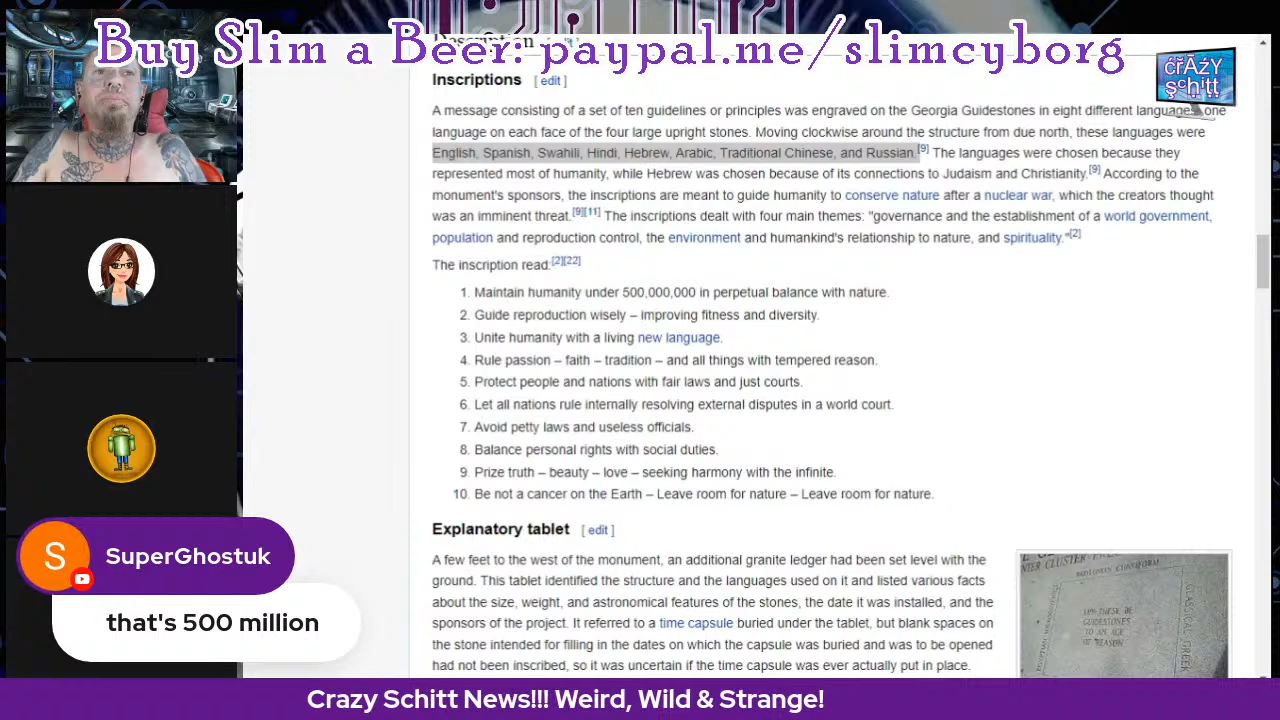 Buy Slim a Beer: paypal.me/slimcyborg
Description
Inscriptions [ edit ]
A message consisting of a set of ten guidelines or principles was engraved on the Georgia Guidestones in eight different languages, one
language on each face of the four large upright stones. Moving clockwise around the structure from due north, these languages were
English, Spanish, Swahili, Hindi, Hebrew, Arabic, Traditional Chinese, and Russian.[9] The languages were chosen because they
represented most of humanity, while Hebrew was chosen because of its connections to Judaism and Christianity.[9] According to the
monument's sponsors, the inscriptions are meant to guide humanity to conserve nature after a nuclear war, which the creators thought
was an imminent threat.[9][11] The inscriptions dealt with four main themes: "governance and the establishment of a world government,
population and reproduction control, the environment and humankind's relationship to nature, and spirituality."[2]
The inscription read:[2][22]
1. Maintain humanity under 500,000,000 in perpetual balance with nature.
2. Guide reproduction wisely – improving fitness and diversity.
3. Unite humanity with a living new language.
4. Rule passion – faith – tradition – and all things with tempered reason.
5. Protect people and nations with fair laws and just courts.
6. Let all nations rule internally resolving external disputes in a world court.
7. Avoid petty laws and useless officials.
8. Balance personal rights with social duties.
9. Prize truth – beauty – love – seeking harmony with the infinite.
10. Be not a cancer on the Earth – Leave room for nature – Leave room for nature.
Explanatory tablet [ edit ]
A few feet to the west of the monument, an additional granite ledger had been set level with the
ground. This tablet identified the structure and the languages used on it and listed various facts
about the size, weight, and astronomical features of the stones, the date it was installed, and the
sponsors of the project. It referred to a time capsule buried under the tablet, but blank spaces on
the stone intended for filling in the dates on which the capsule was buried and was to be opened
had not been inscribed, so it was uncertain if the time capsule was ever actually put in place.
BABYLONIAN CUNEIFORM
CLASSICAL GREEK
LET THESE BE
GUIDESTONES
TO AN AGE
OF REASON
S
SuperGhostuk
that's 500 million
Crazy Schitt News!!! Weird, Wild & Strange!